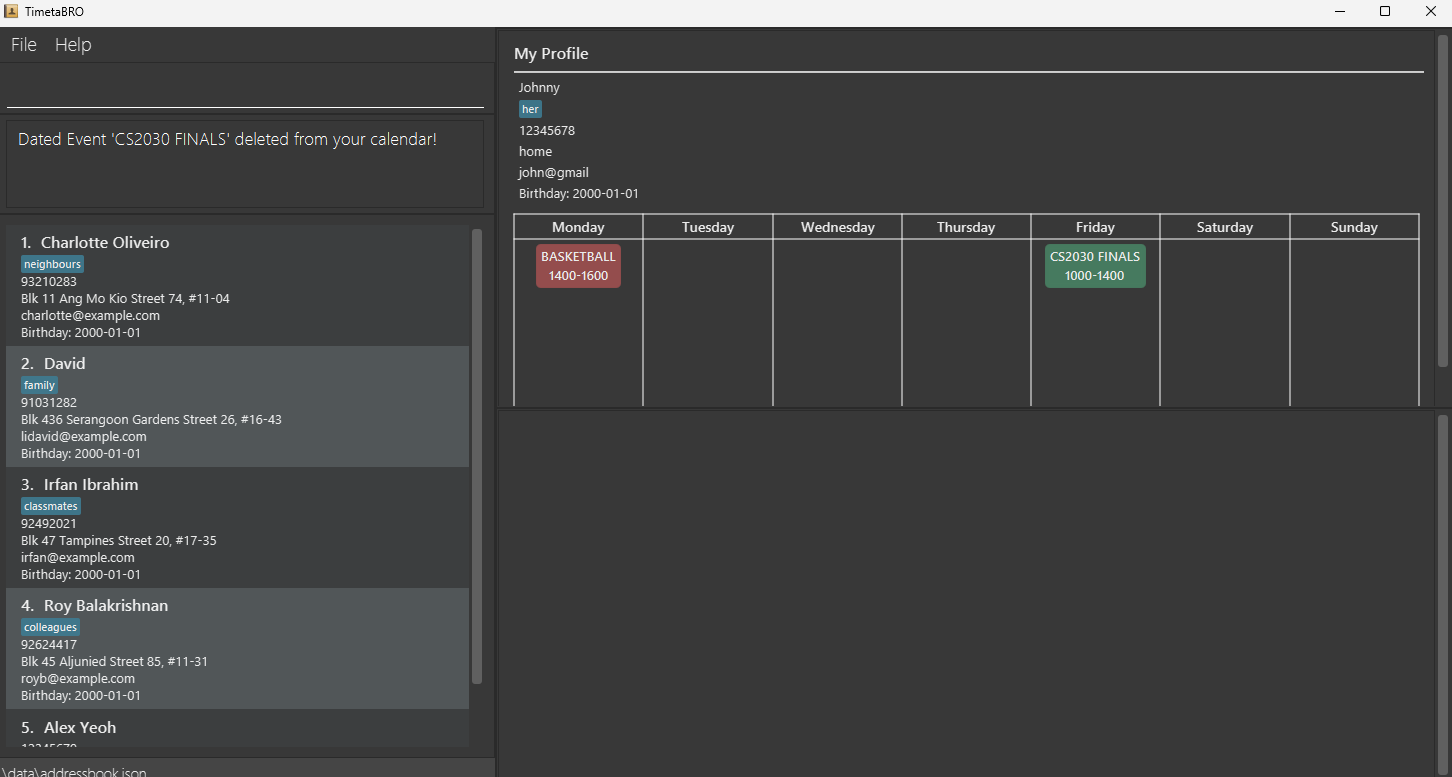 TimetaBRO
File Help
Dated Event 'CS2030 FINALS' deleted from your calendar!
1. Charlotte Oliveiro
neighbours
93210283
Blk 11 Ang Mo Kio Street 74, #11-04
charlotte@example.com
Birthday: 2000-01-01
2. David
family
91031282
Blk 436 Serangoon Gardens Street 26, #16-43
lidavid@example.com
Birthday: 2000-01-01
3. Irfan Ibrahim
classmates
92492021
Blk 47 Tampines Street 20, #17-35
irfan@example.com
Birthday: 2000-01-01
4. Roy Balakrishnan
colleagues
92624417
Blk 45 Aljunied Street 85, #11-31
royb@example.com
Birthday: 2000-01-01
5. Alex Yeoh
\data\addressbook.json
My Profile
Johnny
her
12345678
home
john@gmail
Birthday: 2000-01-01
Monday Tuesday Wednesday Thursday Friday Saturday Sunday
BASKETBALL
1400-1600
CS2030 FINALS
1000-1400